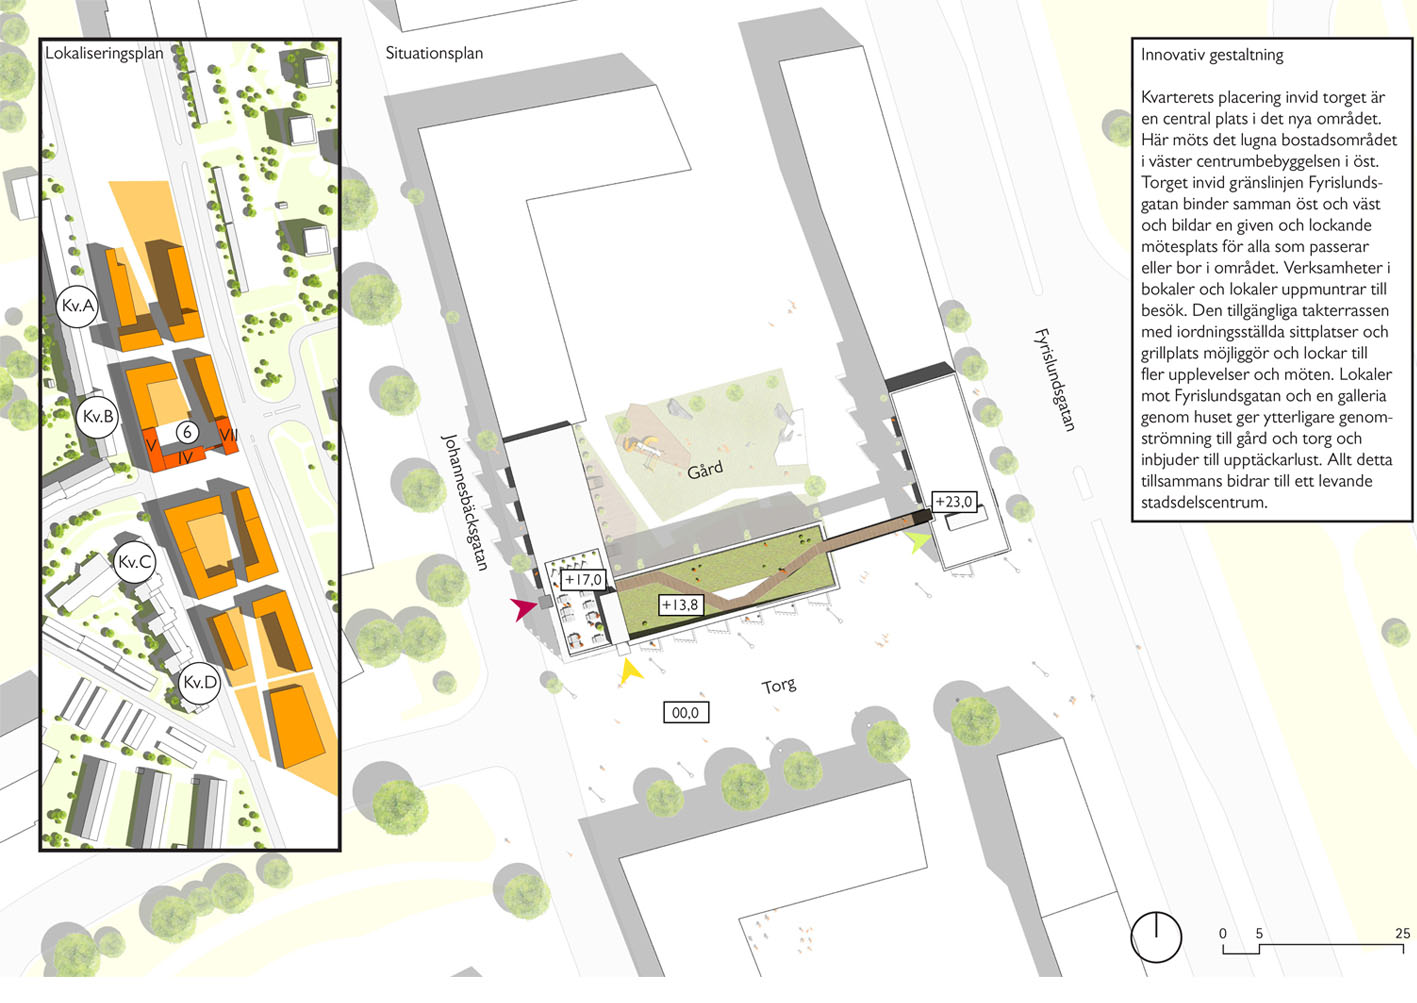 Lokaliseringsplan
Kv.A
Kv.B
6
V
VII
IV
Kv.C
Kv.D
Situationsplan
Johannesbäcksgatan
Fyrislundsgatan
Gård
+23,0
+17,0
+13,8
Torg
00,0
Innovativ gestaltning
Kvarterets placering invid torget är
en central plats i det nya området.
Här möts det lugna bostadsområdet
i väster centrumbebyggelsen i öst.
Torget invid gränslinjen Fyrislunds-
gatan binder samman öst och väst
och bildar en given och lockande
mötesplats för alla som passerar
eller bor i området. Verksamheter i
bokaler och lokaler uppmuntrar till
besök. Den tillgängliga takterrassen
med iordningsställda sittplatser och
grillplats möjliggör och lockar till
fler upplevelser och möten. Lokaler
mot Fyrislundsgatan och en galleria
genom huset ger ytterligare genom-
strömning till gård och torg och
inbjuder till upptäckarlust. Allt detta
tillsammans bidrar till ett levande
stadsdelscentrum.
0 5 25